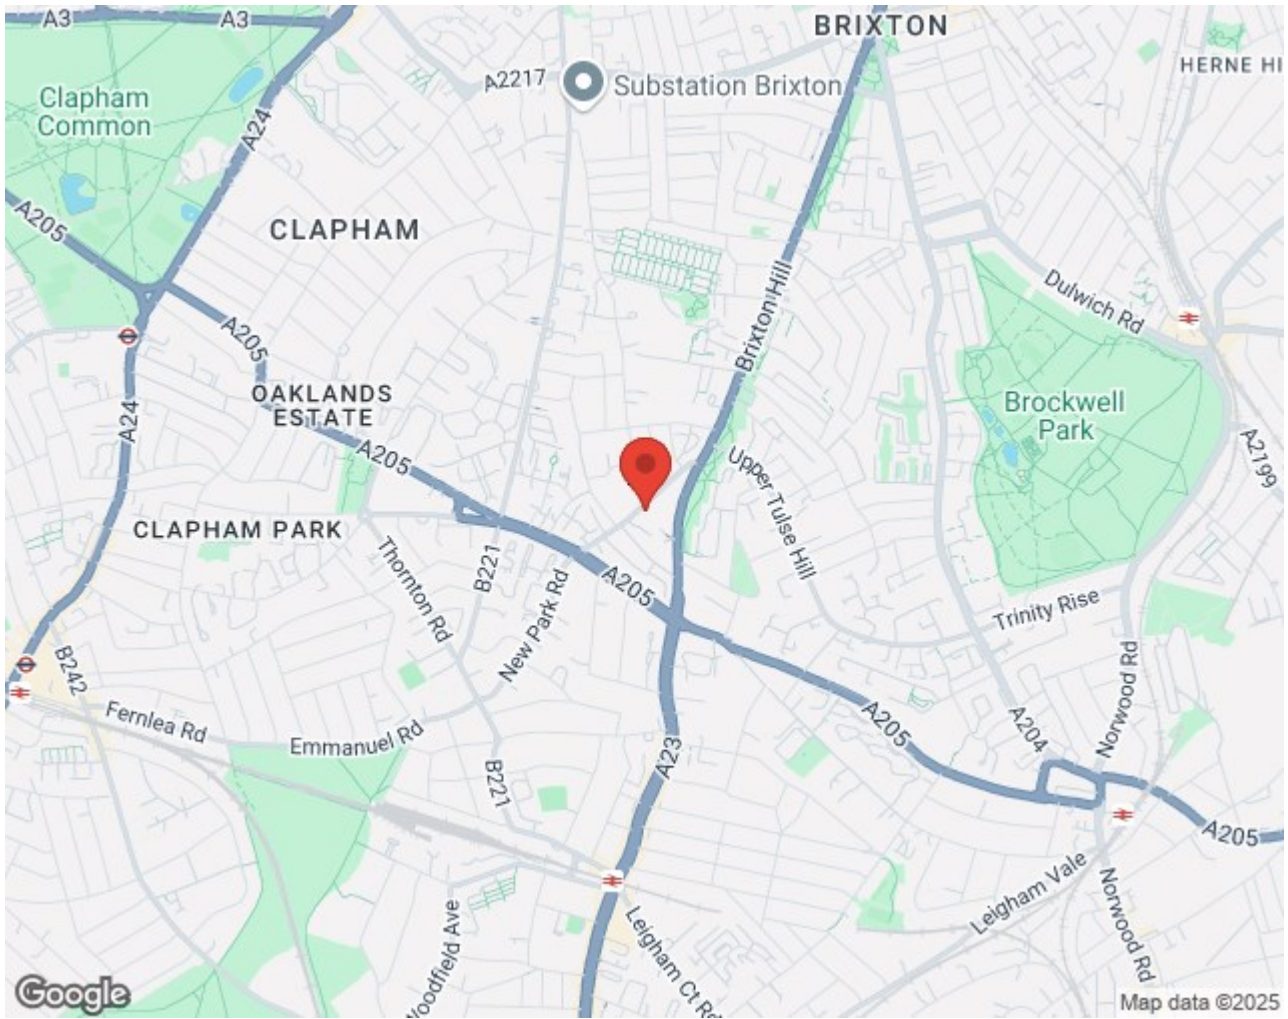 A3
A3
BRIXTON
HERNE HI
A2217
Substation Brixton
Clapham
Common
A24
A205
CLAPHAM
Brixton Hill
Dulwich Rd
A205
A24
OAKLANDS
ESTATE
Brockwell
Park
A205
A2199
Upper Tulse Hill
CLAPHAM PARK
Thornton Rd
B221
New Park Rd
A205
Trinity Rise
B242
Norwood Rd
Fernlea Rd
Emmanuel Rd
A205
A204
A23
B221
A205
Leigham Vale
Norwood Rd
Woodfield Ave
Leigham Ct Rd
Google
Map data ©2025